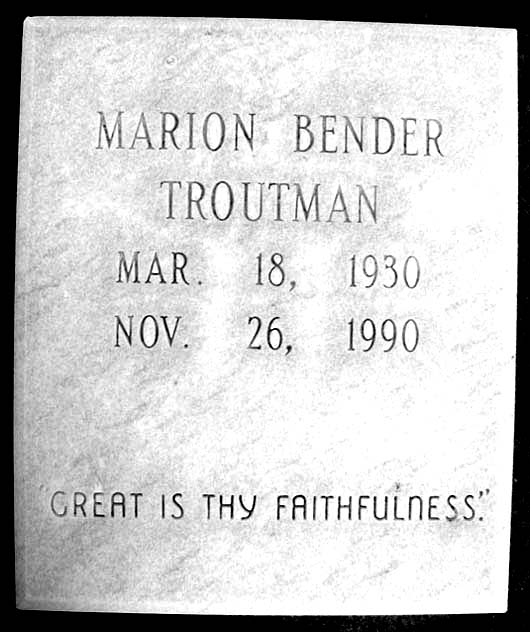 MARION BENDER
TROUTMAN
MAR. 18, 1930
NOV. 26, 1990
"GREAT IS THY FAITHFULNESS."